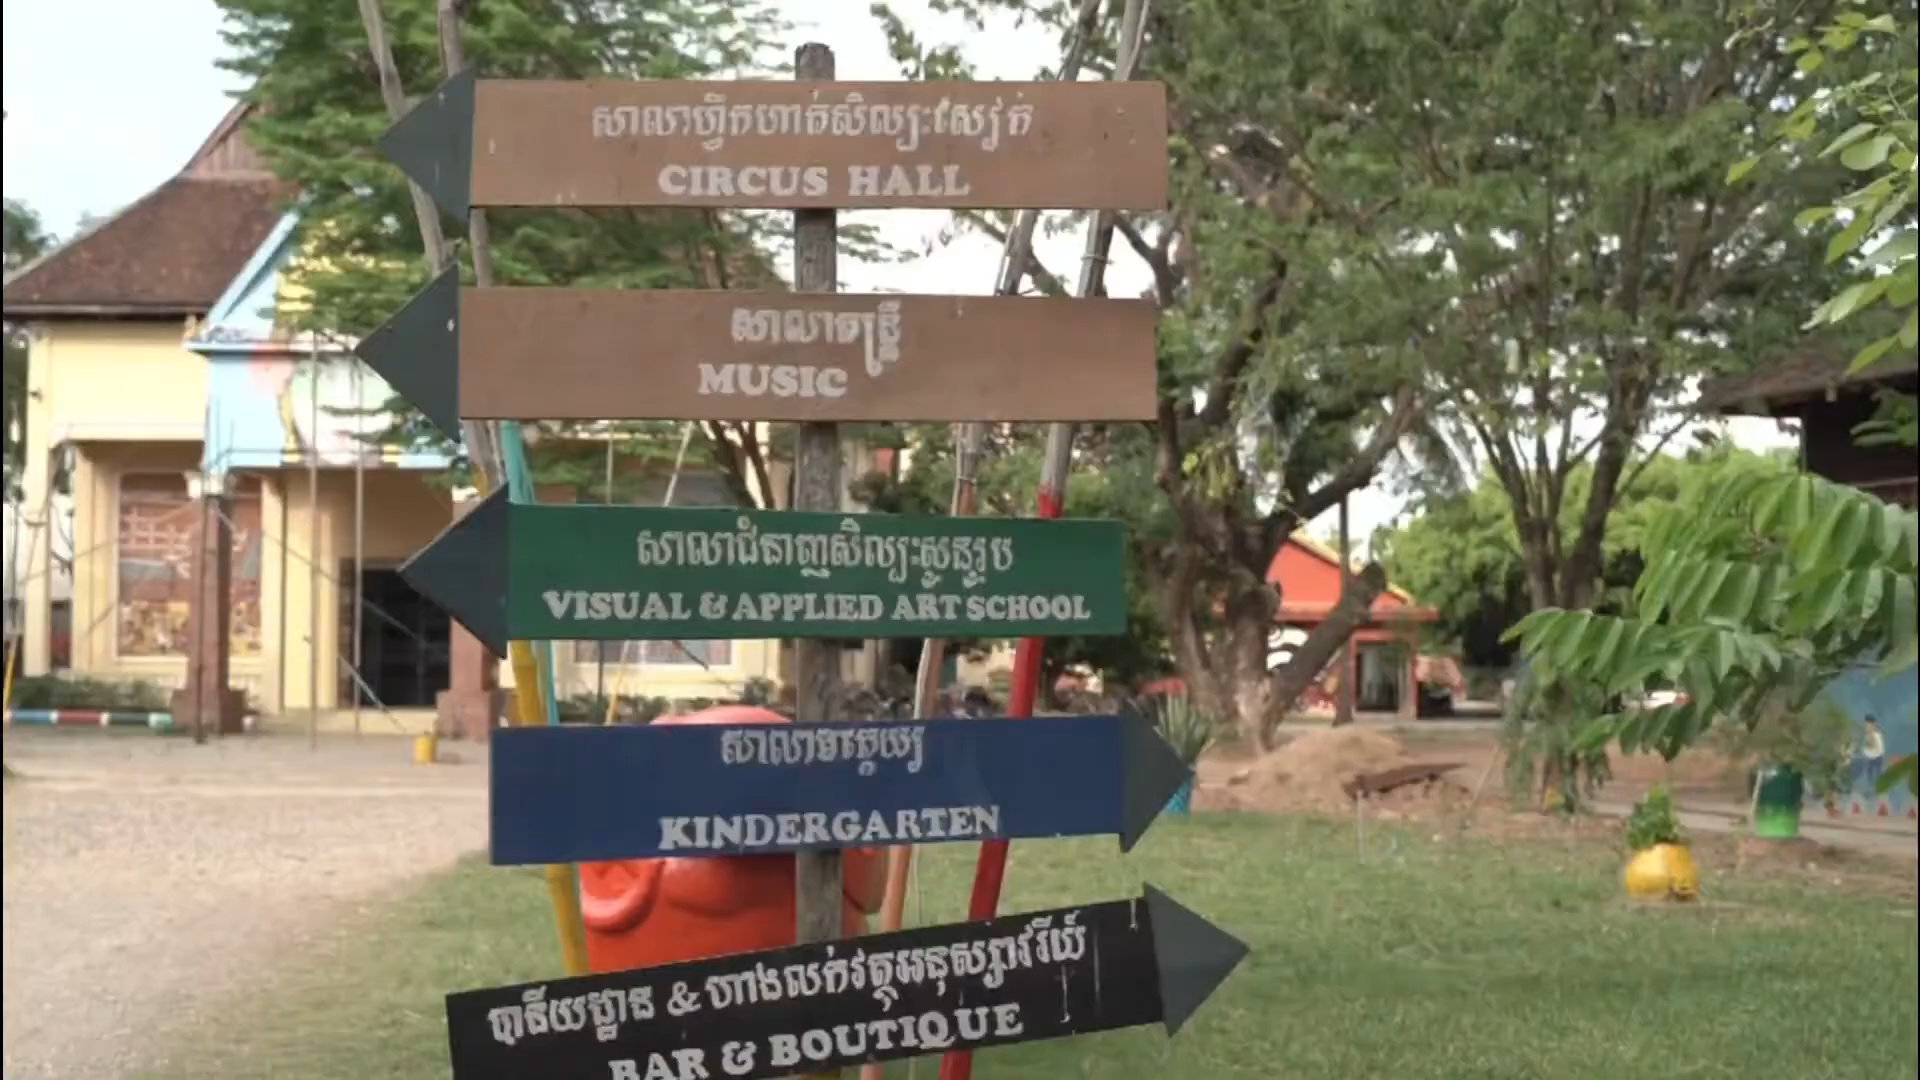 សាលាហ្វឹកហាត់សិល្បៈសៀក
CIRCUS HALL
សាលាតន្ត្រី
MUSIC
សាលាជំនាញសិល្បៈសូនរូប
VISUAL & APPLIED ART SCHOOL
សាលាមត្តេយ្យ
KINDERGARTEN
បានីយដ្ឋាន & ហាងលក់វត្ថុអនុស្សាវរីយ៍
BAR & BOUTIQUE